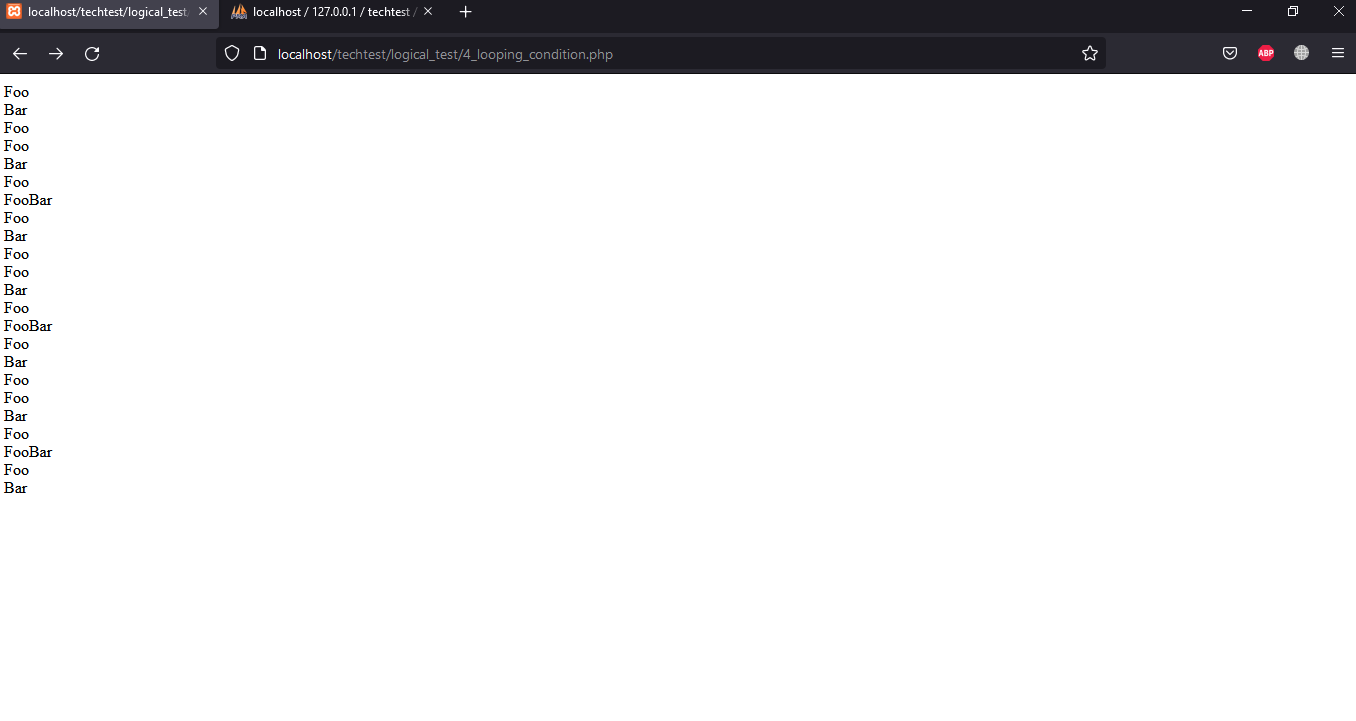 localhost/techtest/logical_test/
localhost / 127.0.0.1 / techtest /
localhost/techtest/logical_test/4_looping_condition.php
ABP
Foo
Bar
Foo
Foo
Bar
Foo
FooBar
Foo
Bar
Foo
Foo
Bar
Foo
FooBar
Foo
Bar
Foo
Foo
Bar
Foo
FooBar
Foo
Bar